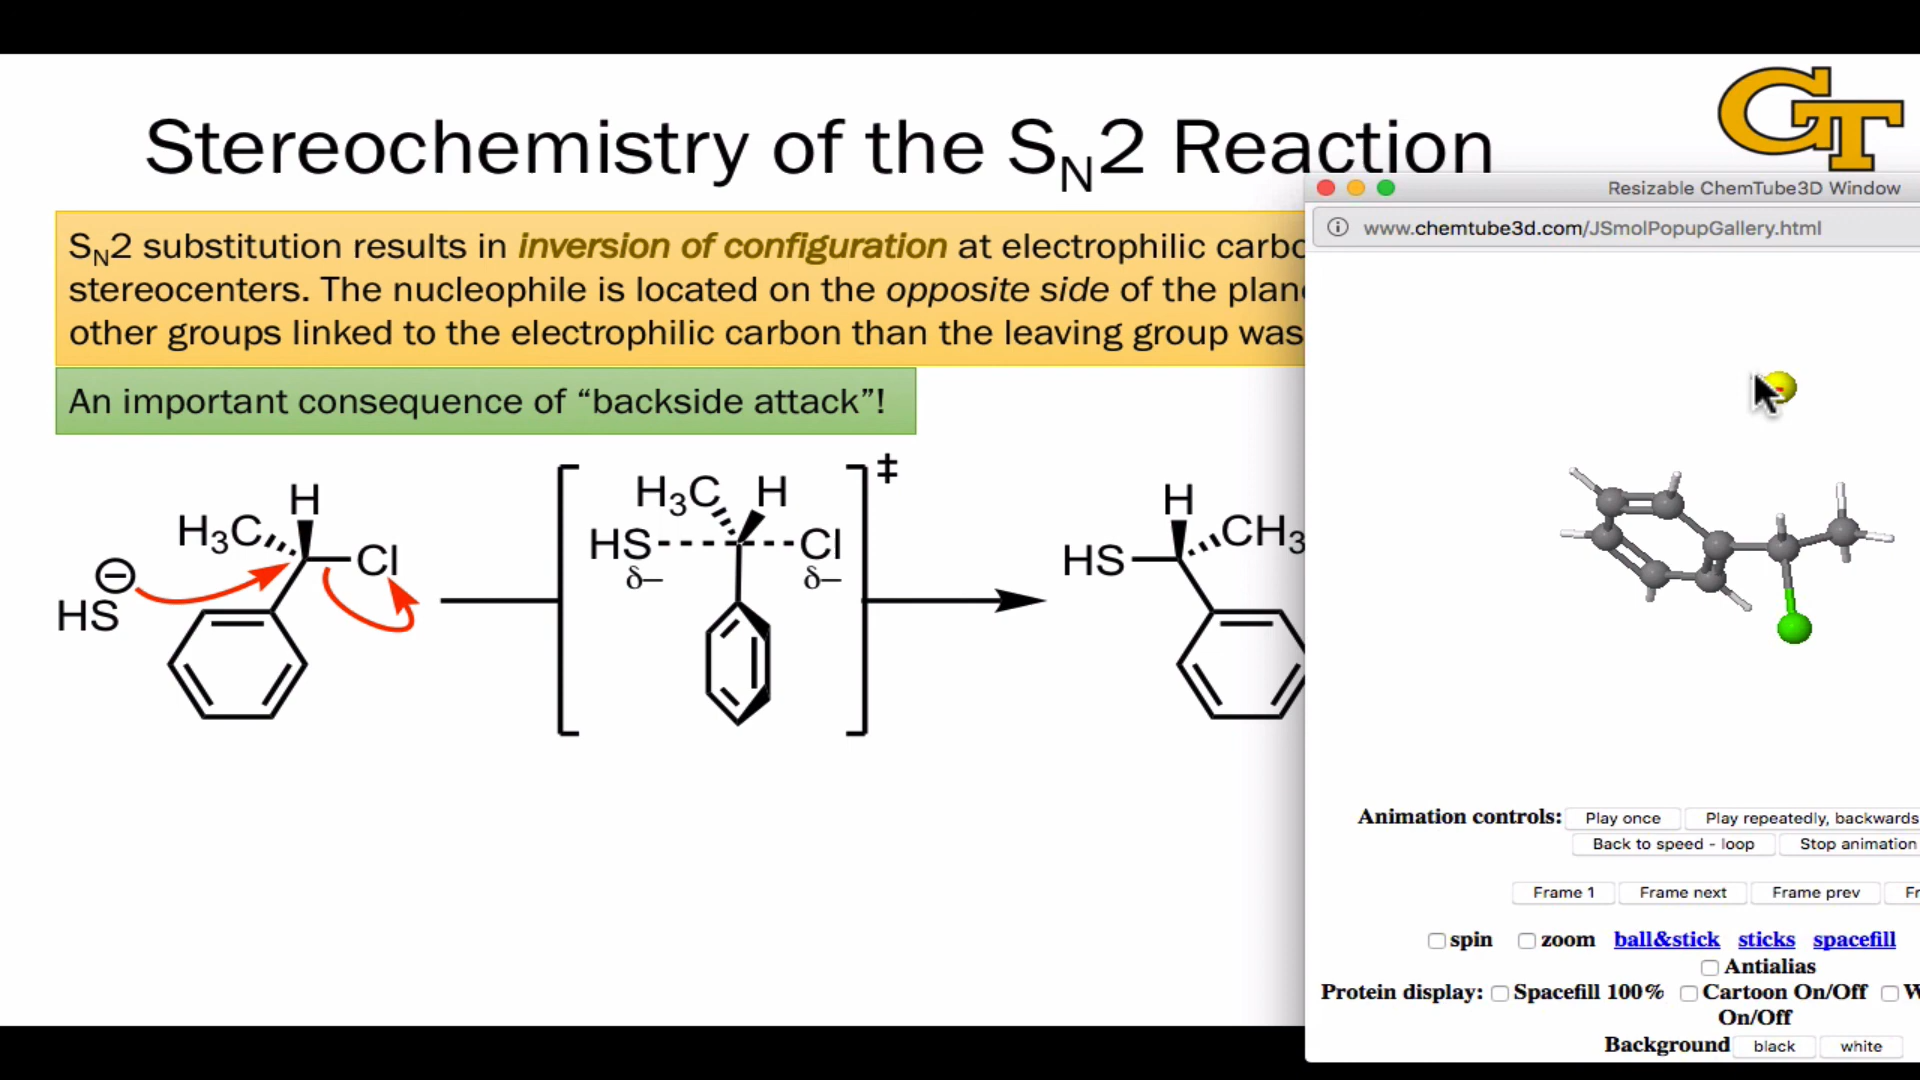 GT
Stereochemistry of the SN2 Reaction
Resizable ChemTube3D Window
www.chemtube3d.com/JSmolPopupGallery.html
SN2 substitution results in inversion of configuration at electrophilic carbo
stereocenters. The nucleophile is located on the opposite side of the plan
other groups linked to the electrophilic carbon than the leaving group was
An important consequence of “backside attack”!
H
H3C
Cl
−
HS
‡
H3C H
HS Cl
δ– δ–
H
CH3
HS
Animation controls: Play once Play repeatedly, backwards
Back to speed - loop Stop animation
Frame 1 Frame next Frame prev Fr
spin zoom ball&stick sticks spacefill
Antialias
Protein display: Spacefill 100% Cartoon On/Off W
On/Off
Background black white